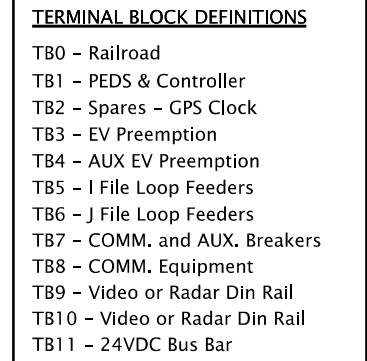 TERMINAL BLOCK DEFINITIONS
TB0 – Railroad
TB1 – PEDS & Controller
TB2 – Spares – GPS Clock
TB3 – EV Preemption
TB4 – AUX EV Preemption
TB5 – I File Loop Feeders
TB6 – J File Loop Feeders
TB7 – COMM. and AUX. Breakers
TB8 – COMM. Equipment
TB9 – Video or Radar Din Rail
TB10 – Video or Radar Din Rail
TB11 – 24VDC Bus Bar